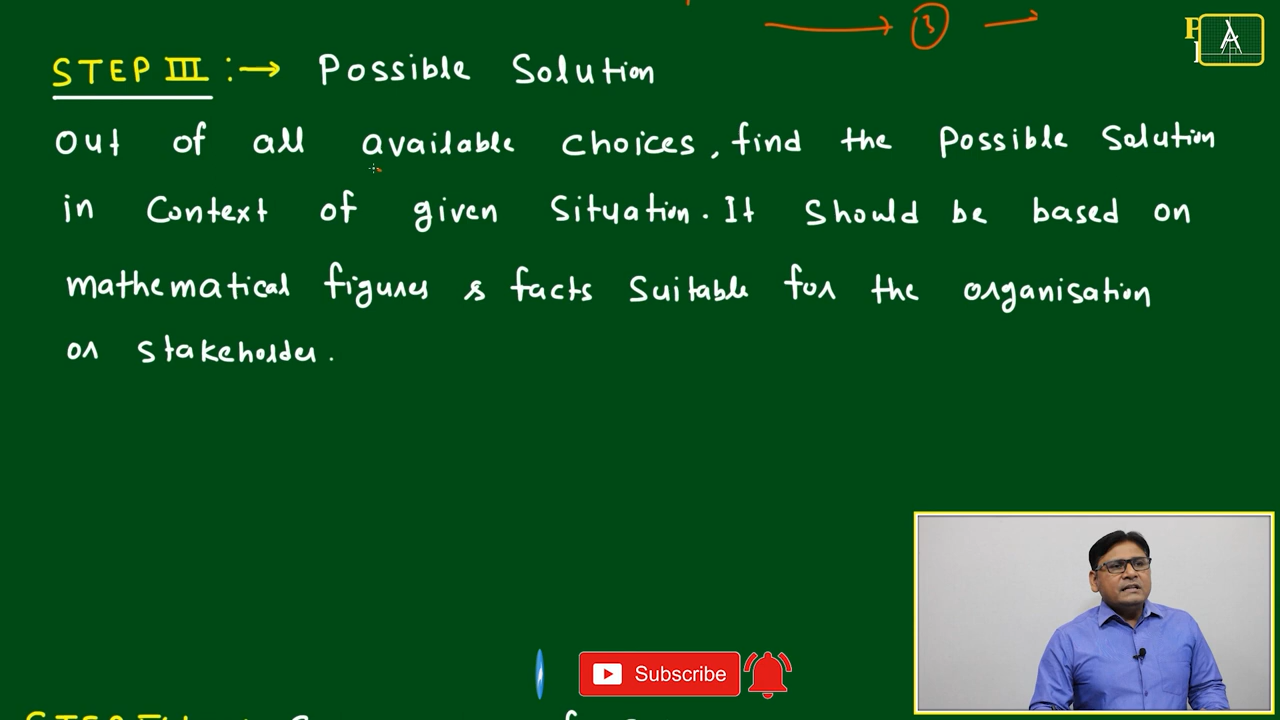 3
STEP III :→ Possible Solution
Out of all available choices, find the Possible Solution
in Context of given Situation. It Should be based on
mathematical figures & facts Suitable for the organisation
or Stakeholder.
Subscribe